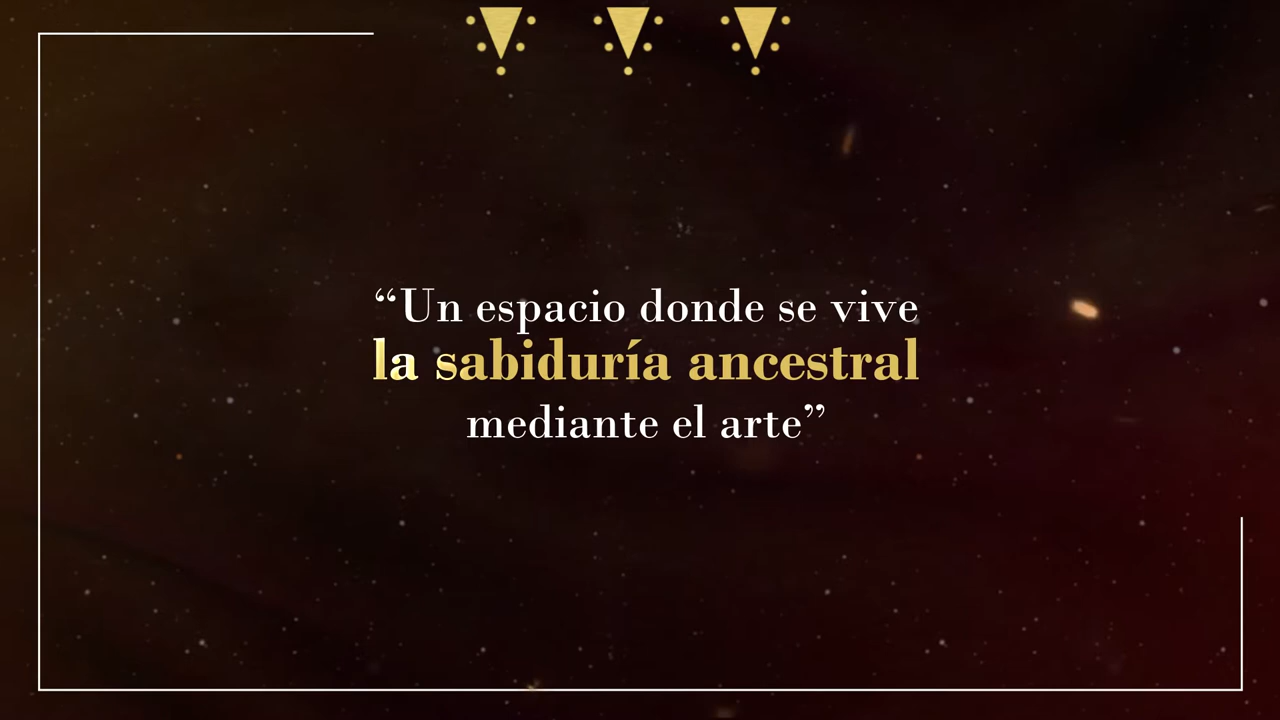 “Un espacio donde se vive
la sabiduría ancestral
mediante el arte”